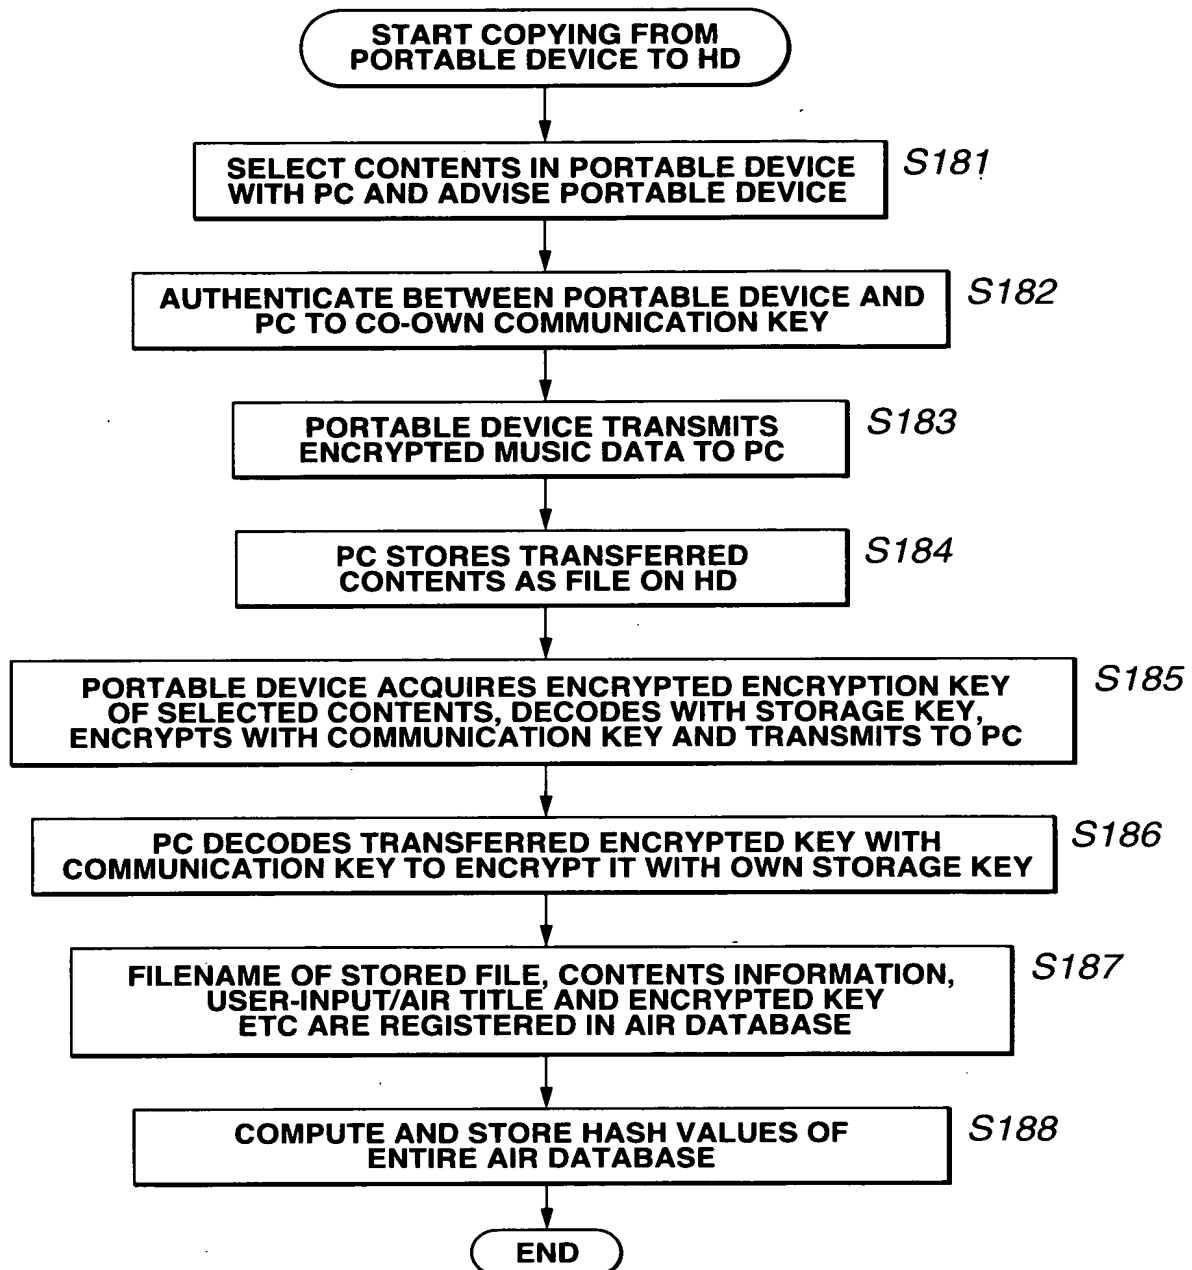 START COPYING FROM
PORTABLE DEVICE TO HD
SELECT CONTENTS IN PORTABLE DEVICE
WITH PC AND ADVISE PORTABLE DEVICE
S181
AUTHENTICATE BETWEEN PORTABLE DEVICE AND
PC TO CO-OWN COMMUNICATION KEY
S182
PORTABLE DEVICE TRANSMITS
ENCRYPTED MUSIC DATA TO PC
S183
PC STORES TRANSFERRED
CONTENTS AS FILE ON HD
S184
PORTABLE DEVICE ACQUIRES ENCRYPTED ENCRYPTION KEY
OF SELECTED CONTENTS, DECODES WITH STORAGE KEY,
ENCRYPTS WITH COMMUNICATION KEY AND TRANSMITS TO PC
S185
PC DECODES TRANSFERRED ENCRYPTED KEY WITH
COMMUNICATION KEY TO ENCRYPT IT WITH OWN STORAGE KEY
S186
FILENAME OF STORED FILE, CONTENTS INFORMATION,
USER-INPUT/AIR TITLE AND ENCRYPTED KEY
ETC ARE REGISTERED IN AIR DATABASE
S187
COMPUTE AND STORE HASH VALUES OF
ENTIRE AIR DATABASE
S188
END